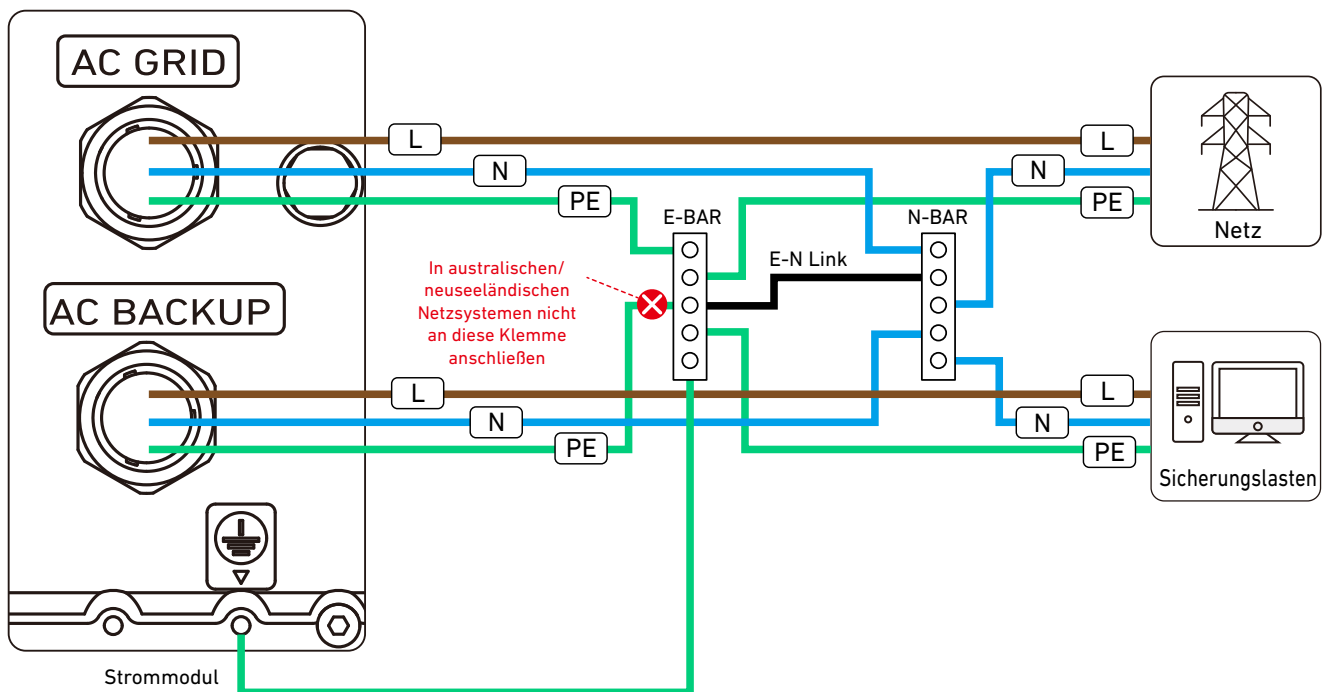 AC GRID
L
L
N
N
PE
PE
E-BAR
N-BAR
E-N Link
Netz
In australischen/
neuseeländischen
Netzsystemen nicht
an diese Klemme
anschließen
AC BACKUP
L
L
N
N
PE
PE
Sicherungslasten
Strommodul